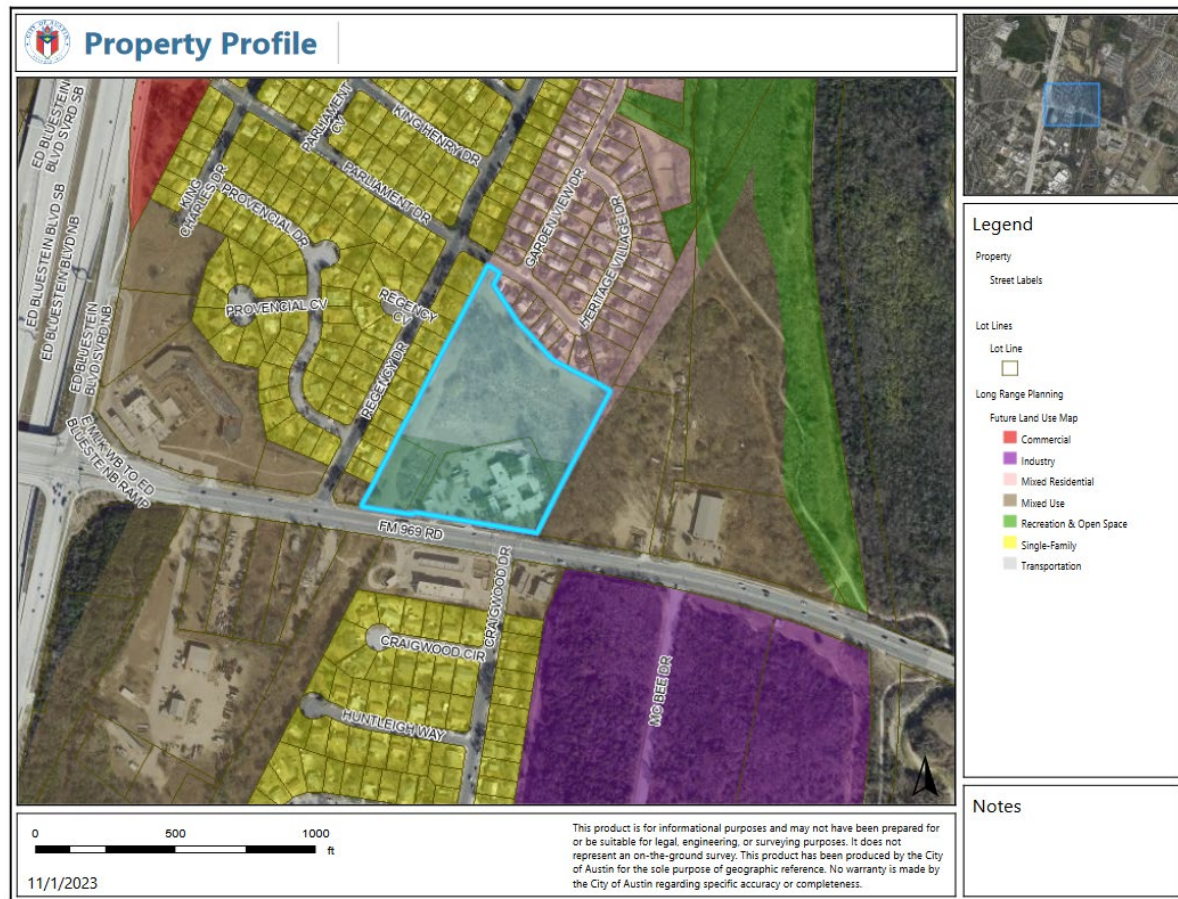 CITY OF AUSTIN
Property Profile
ED BLUESTEIN
BLVD SVRD SB
ED BLUESTEIN BLVD SB
ED BLUESTEIN BLVD NB
ED BLUESTEIN
BLVD SVRD NB
E MLK WB TO ED
BLUESTE IN B RAMP
KING
CHARLES DR
PARLIAMENT
CV
KING HENRY DR
PARLIAMENT DR
PROVENCIAL DR
PROVENCIAL CV
REGENCY
CV
REGENCY DR
GARDEN VIEW DR
HERITAGE VILLAGE DR
FM 969 RD
CRAIGWOOD DR
CRAIGWOOD CIR
HUNTLEIGH WAY
MC BEE DR
Legend
Property
Street Labels
Lot Lines
Lot Line
Long Range Planning
Future Land Use Map
Commercial
Industry
Mixed Residential
Mixed Use
Recreation & Open Space
Single-Family
Transportation
Notes
0 500 1000
ft
11/1/2023
This product is for informational purposes and may not have been prepared for
or be suitable for legal, engineering, or surveying purposes. It does not
represent an on-the-ground survey. This product has been produced by the City
of Austin for the sole purpose of geographic reference. No warranty is made by
the City of Austin regarding specific accuracy or completeness.